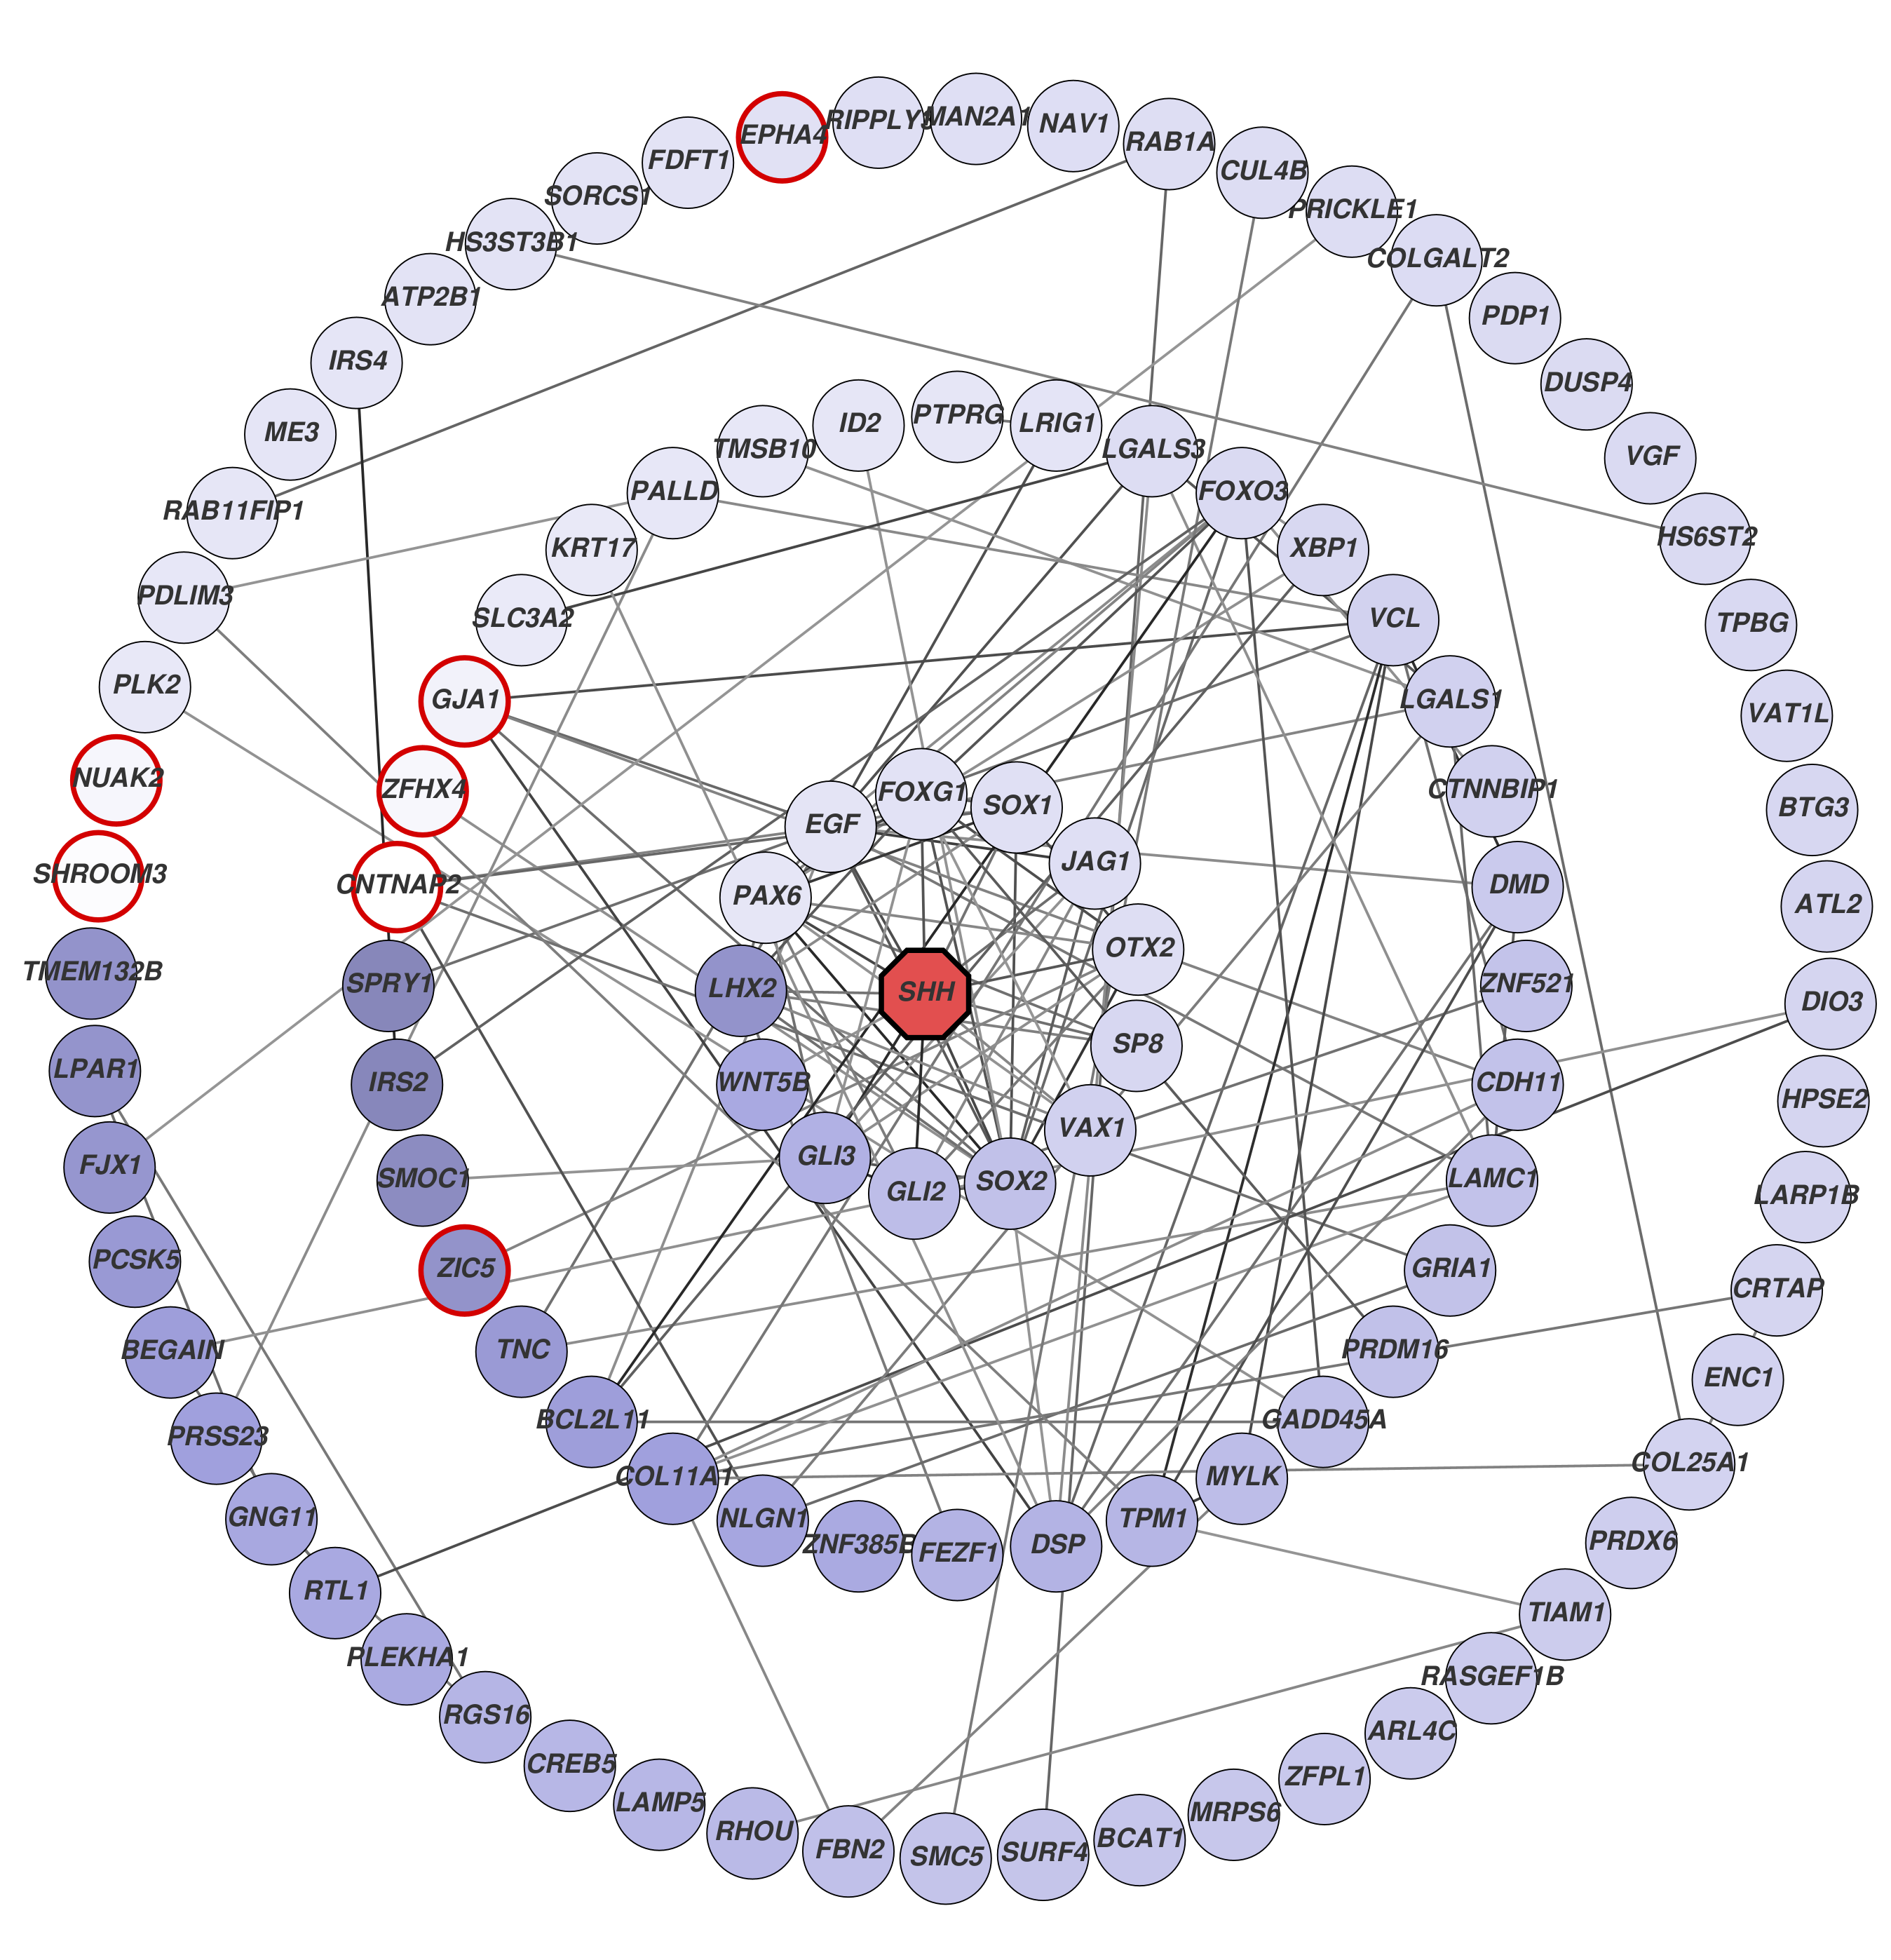 EPHA4
RIPPLY3
MAN2A1
NAV1
RAB1A
CUL4B
PRICKLE1
COLGALT2
PDP1
DUSP4
VGF
HS6ST2
TPBG
VAT1L
BTG3
ATL2
DIO3
HPSE2
LARP1B
CRTAP
ENC1
COL25A1
PRDX6
TIAM1
RASGEF1B
ARL4C
ZFPL1
MRPS6
BCAT1
SURF4
SMC5
FBN2
RHOU
LAMP5
CREB5
RGS16
PLEKHA1
RTL1
GNG11
PRSS23
BEGAIN
PCSK5
FJX1
LPAR1
TMEM132B
SHROOM3
NUAK2
PLK2
PDLIM3
RAB11FIP1
ME3
IRS4
ATP2B1
HS3ST3B1
SORCS1
FDFT1
PTPRG
LRIG1
LGALS3
FOXO3
XBP1
VCL
LGALS1
CTNNBIP1
DMD
ZNF521
CDH11
LAMC1
GRIA1
PRDM16
GADD45A
MYLK
TPM1
DSP
FEZF1
ZNF385B
NLGN1
COL11A1
BCL2L11
TNC
ZIC5
SMOC1
IRS2
SPRY1
CNTNAP2
ZFHX4
GJA1
SLC3A2
KRT17
PALLD
TMSB10
ID2
FOXG1
SOX1
JAG1
OTX2
SP8
VAX1
SOX2
GLI2
GLI3
WNT5B
LHX2
PAX6
EGF
SHH